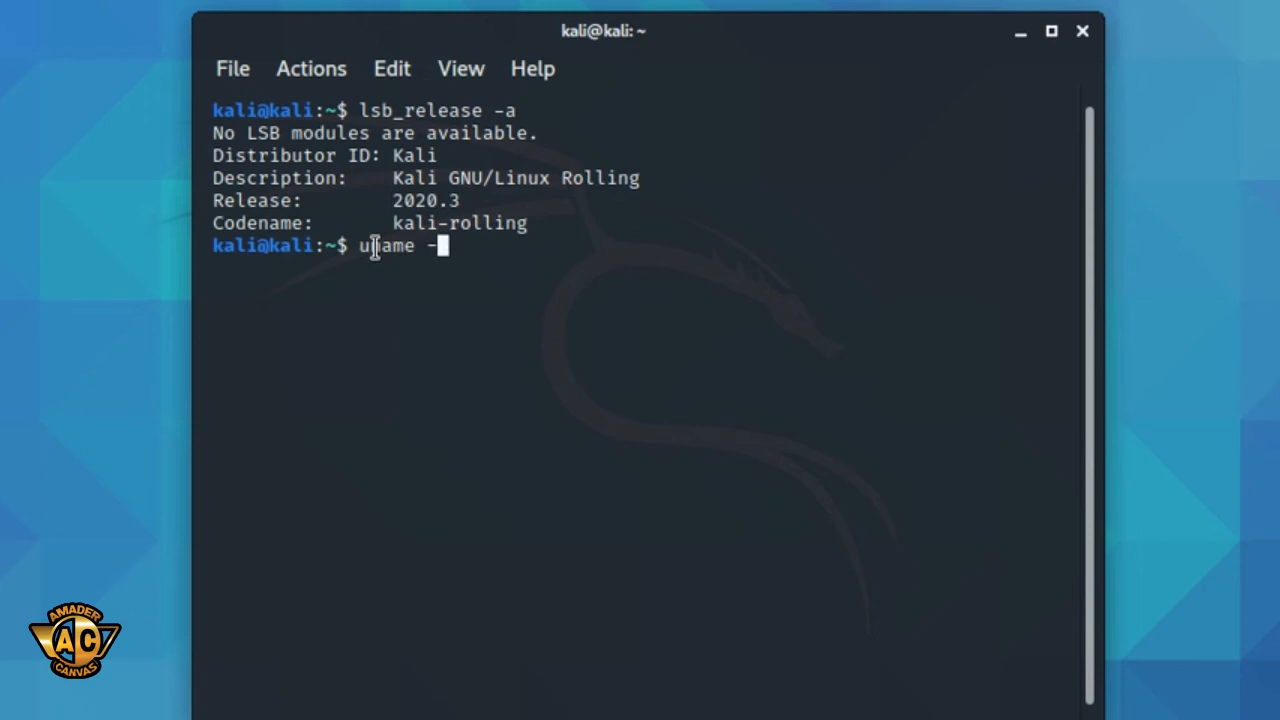 kali@kali: ~
File Actions Edit View Help
kali@kali:~$ lsb_release -a
No LSB modules are available.
Distributor ID: Kali
Description:    Kali GNU/Linux Rolling
Release:        2020.3
Codename:       kali-rolling
kali@kali:~$ uname -
AMADER
AC
CANVAS